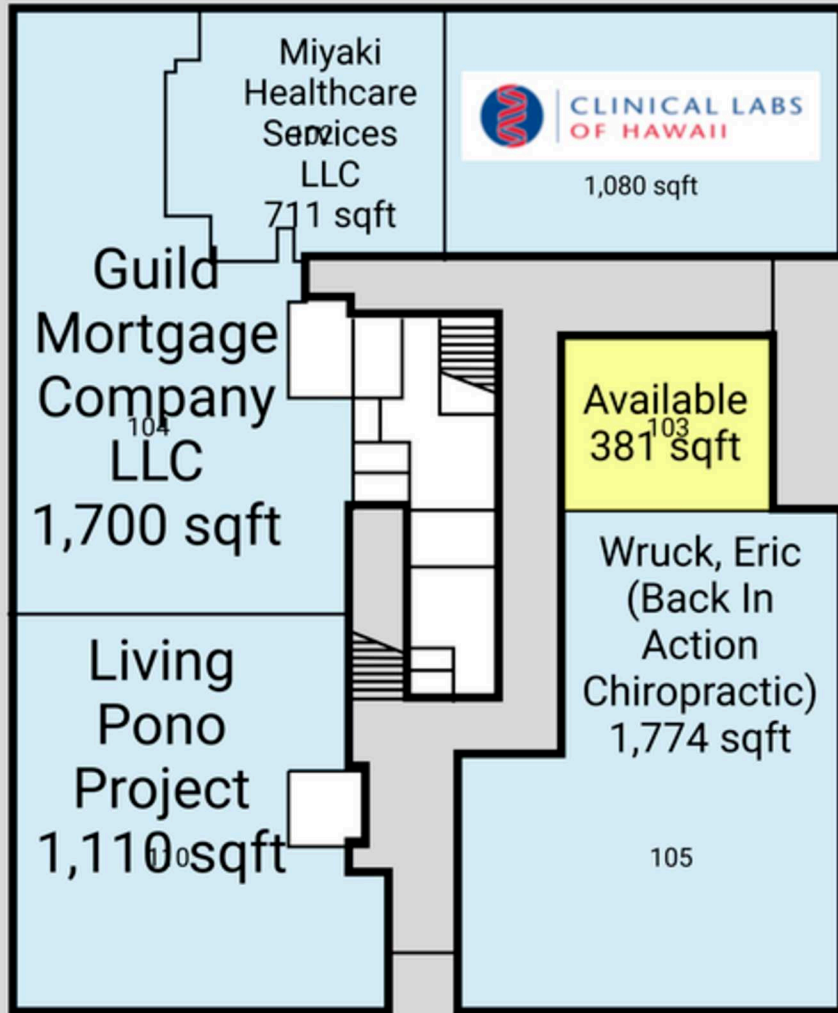 Miyaki
Healthcare
Services
102
LLC
711 sqft
CLINICAL LABS
OF HAWAII
1,080 sqft
Guild
Mortgage
Company
104
LLC
1,700 sqft
Available
103
381 sqft
Wruck, Eric
(Back In
Action
Chiropractic)
1,774 sqft
105
Living
Pono
Project
1,110 sqft
110